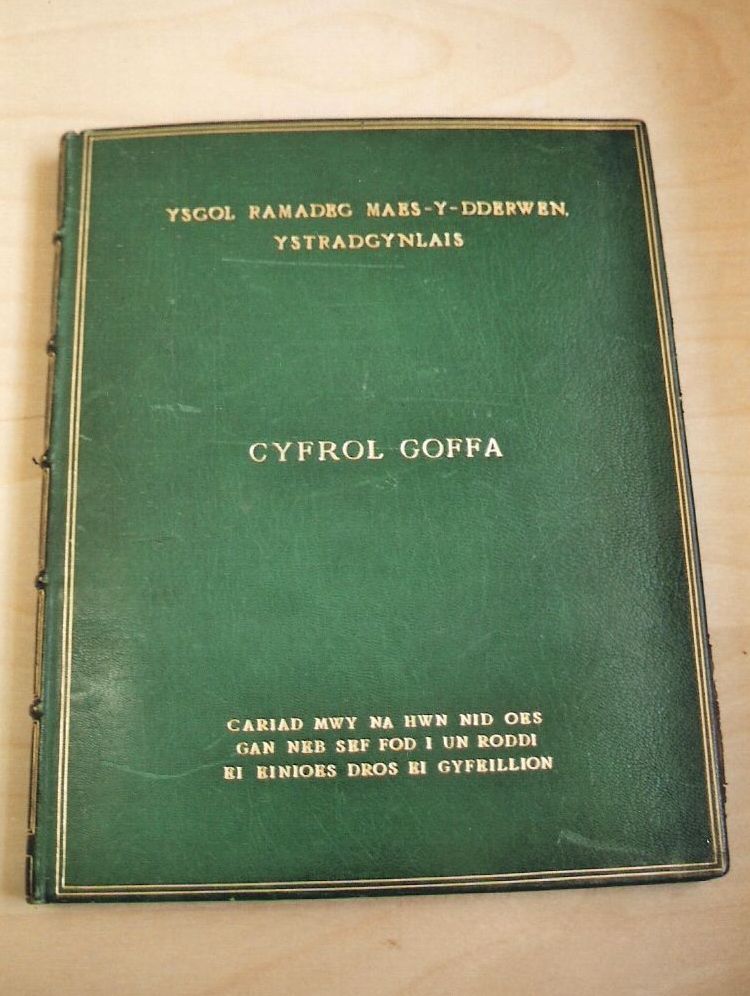 YSGOL RAMADEG MAES-Y-DDERWEN,
YSTRADGYNLAIS
CYFROL GOFFA
CARIAD MWY NA HWN NID OES
GAN NEB SEF FOD I UN RODDI
EI EINIOES DROS EI GYFEILLION